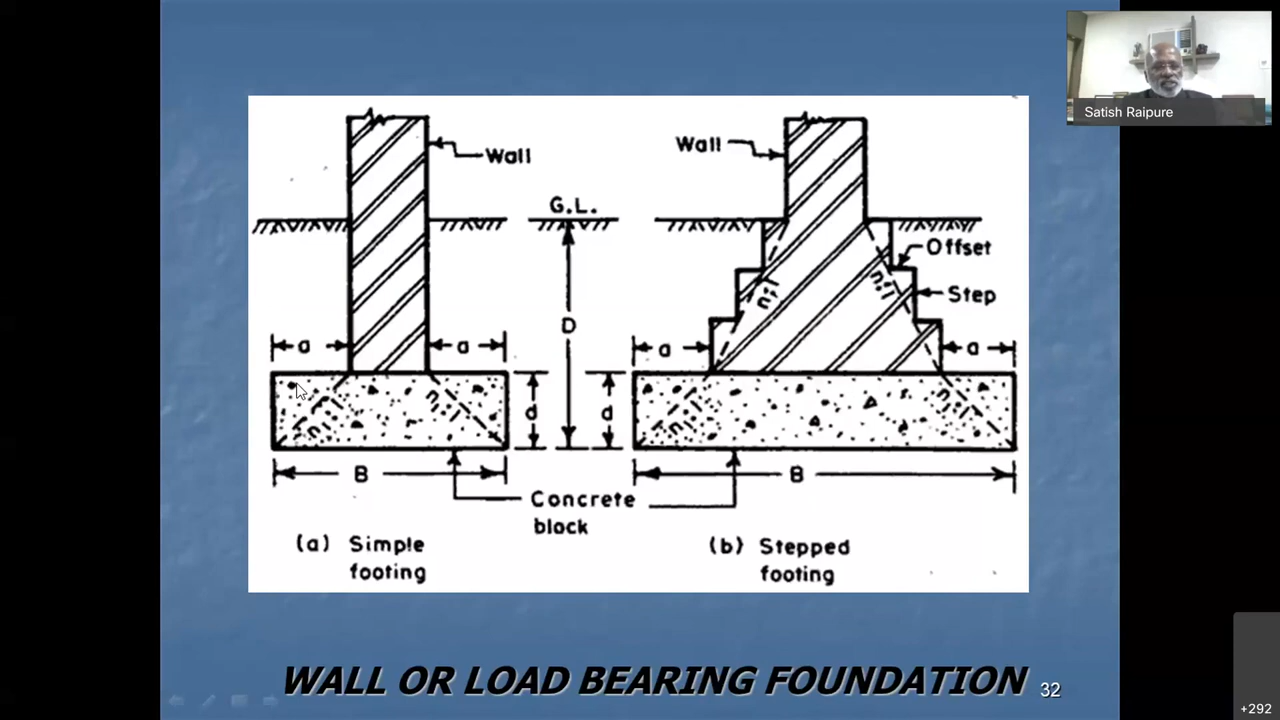 Satish Raipure
Wall
Wall
G.L.
Offset
n:1
n:1
Step
D
a
a
a
a
n:1
n:1
d
d
n:1
n:1
B
B
Concrete
block
(a) Simple
footing
(b) Stepped
footing
WALL OR LOAD BEARING FOUNDATION
32
+292